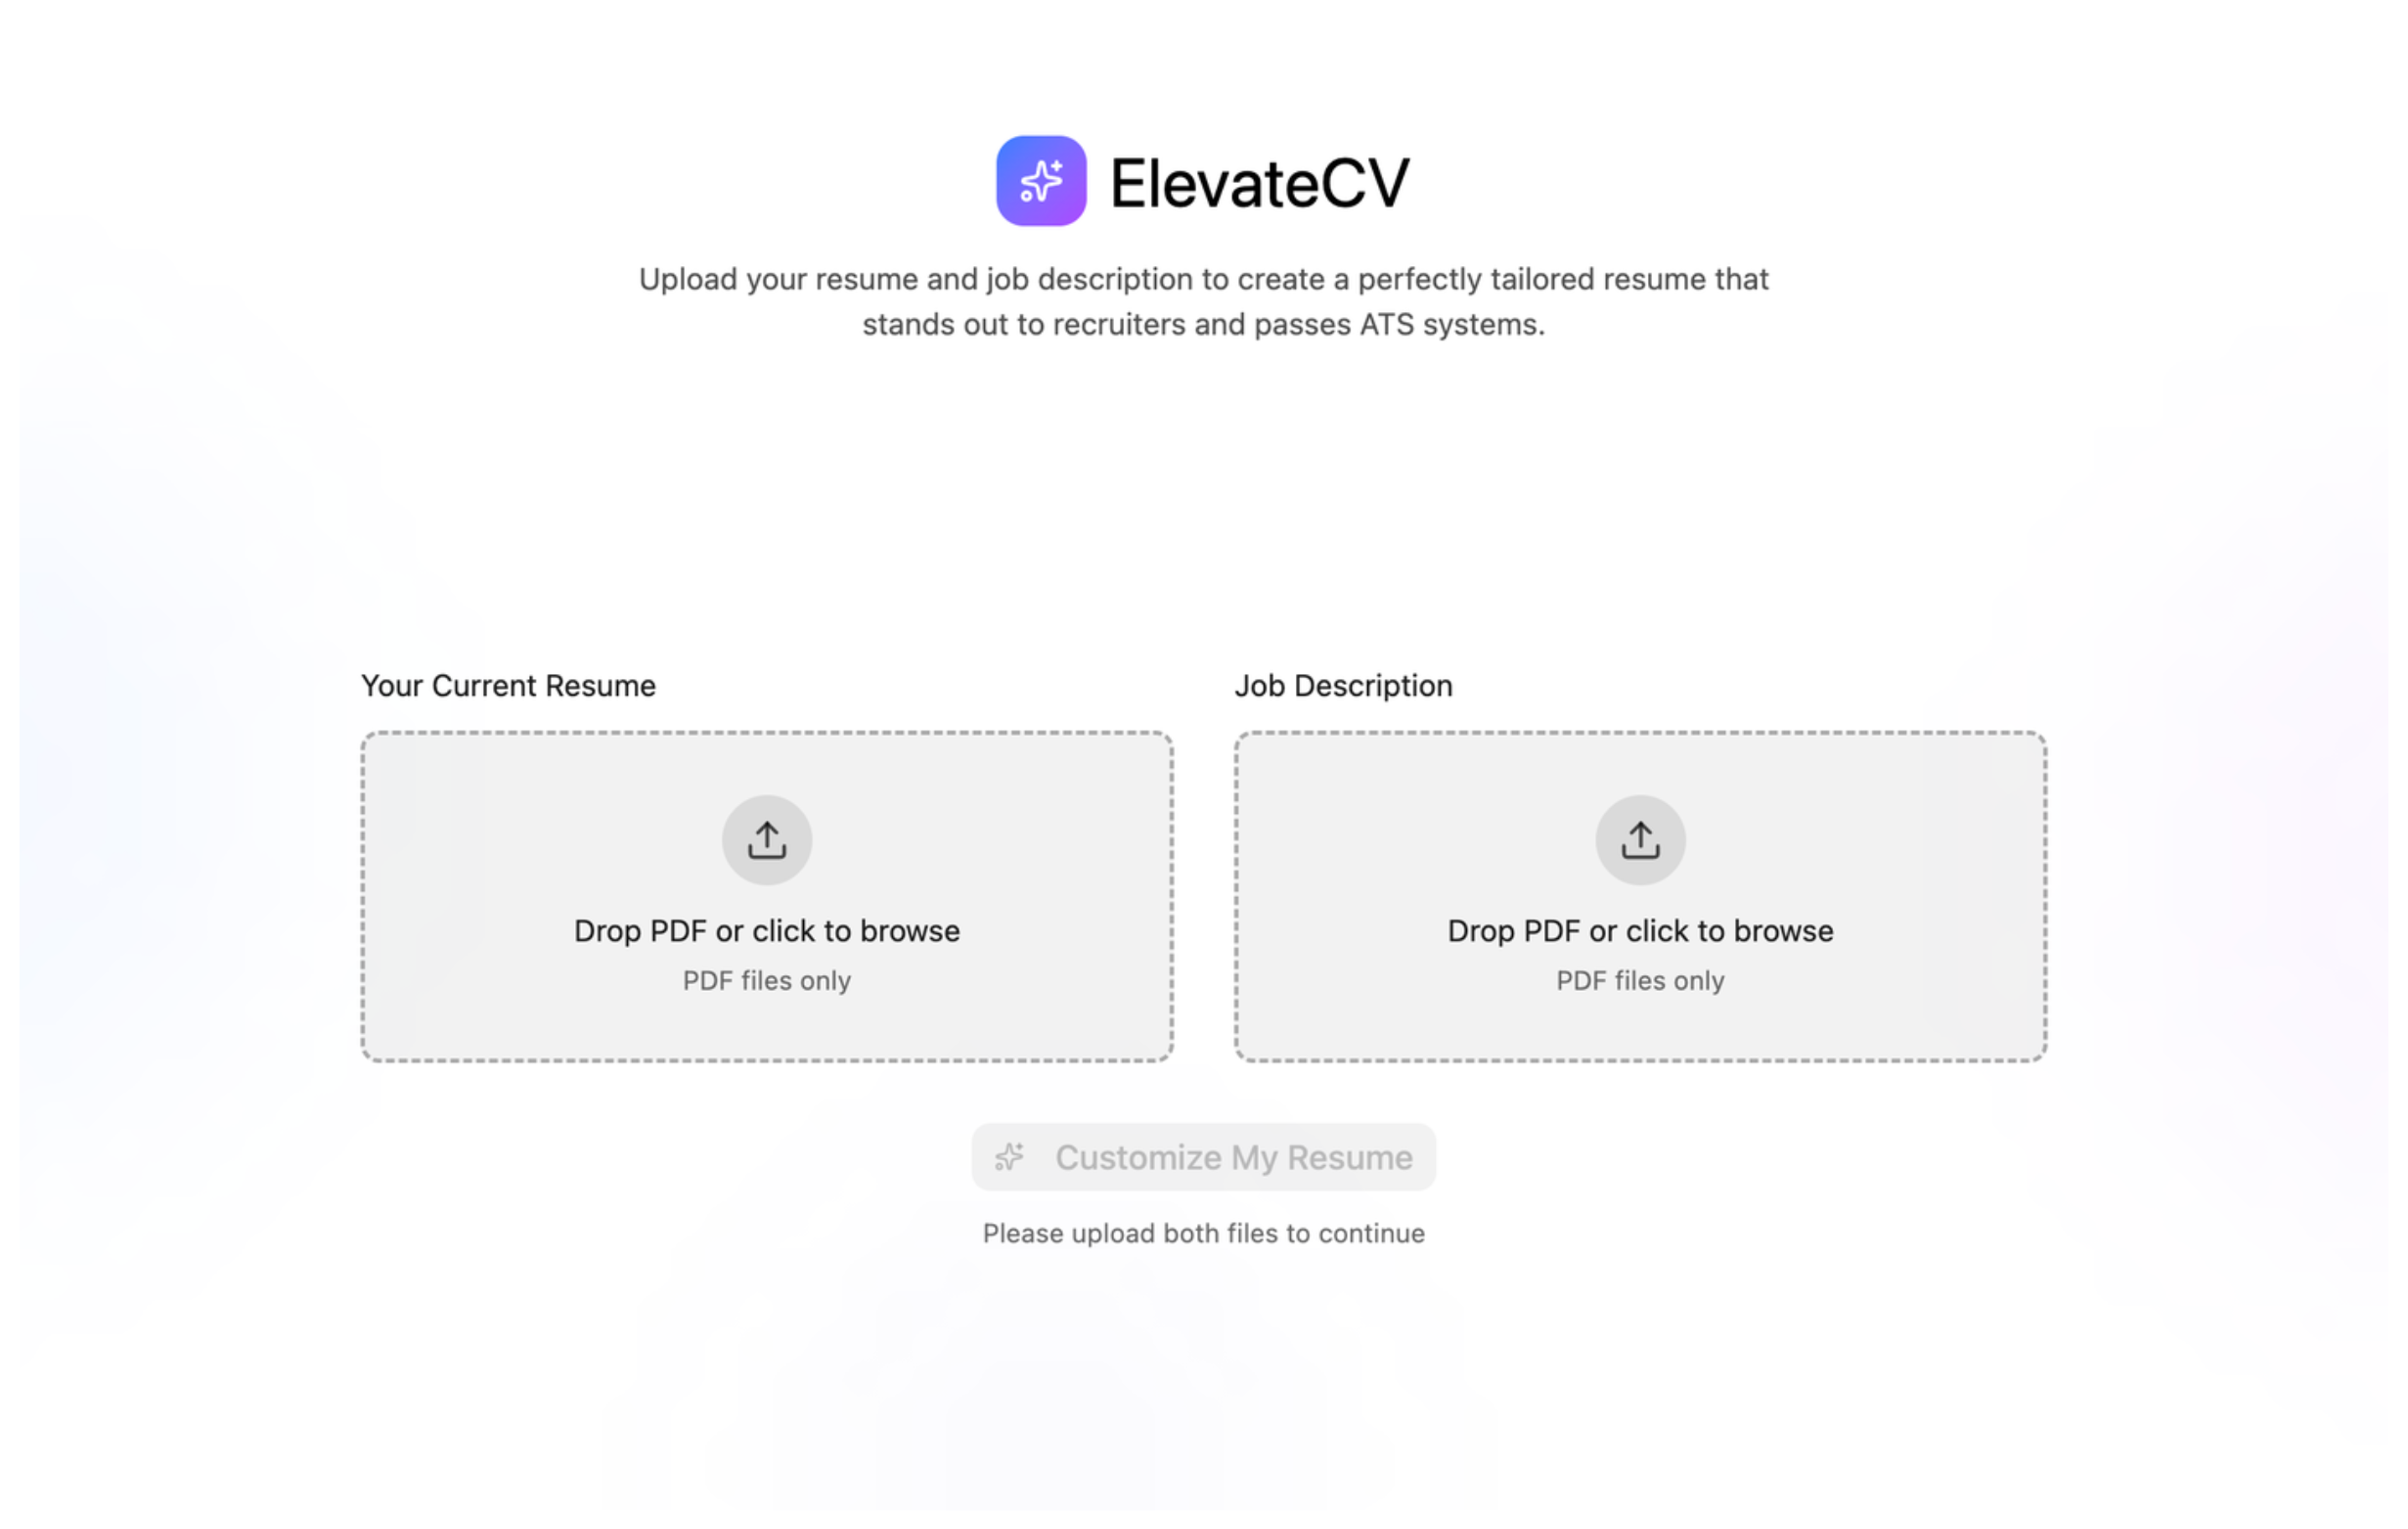 ElevateCV
Upload your resume and job description to create a perfectly tailored resume that
stands out to recruiters and passes ATS systems.
Your Current Resume
Drop PDF or click to browse
PDF files only
Job Description
Drop PDF or click to browse
PDF files only
Customize My Resume
Please upload both files to continue